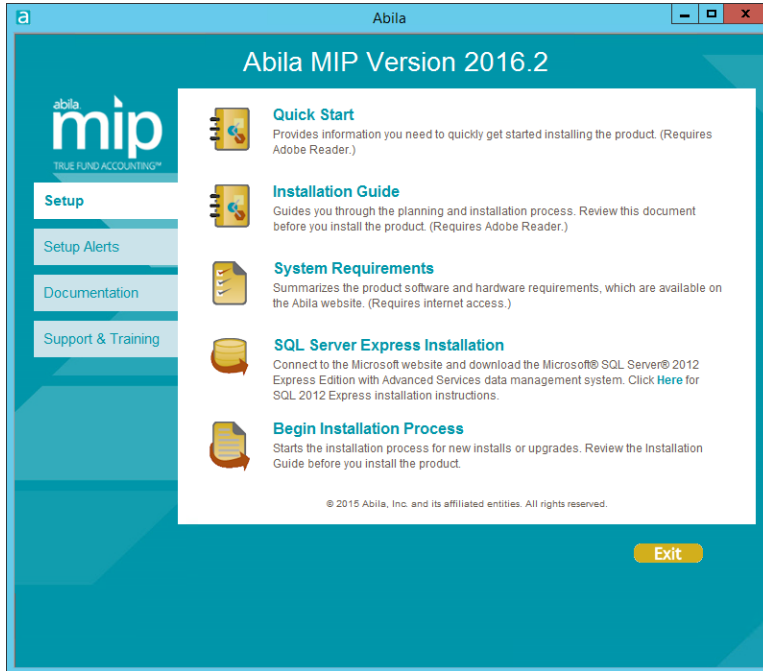 a
Abila
Abila MIP Version 2016.2
abila
mip
TRUE FUND ACCOUNTING™
Setup
Setup Alerts
Documentation
Support & Training
Quick Start
Provides information you need to quickly get started installing the product. (Requires
Adobe Reader.)
Installation Guide
Guides you through the planning and installation process. Review this document
before you install the product. (Requires Adobe Reader.)
System Requirements
Summarizes the product software and hardware requirements, which are available on
the Abila website. (Requires internet access.)
SQL Server Express Installation
Connect to the Microsoft website and download the Microsoft® SQL Server® 2012
Express Edition with Advanced Services data management system. Click Here for
SQL 2012 Express installation instructions.
Begin Installation Process
Starts the installation process for new installs or upgrades. Review the Installation
Guide before you install the product.
© 2015 Abila, Inc. and its affiliated entities. All rights reserved.
Exit